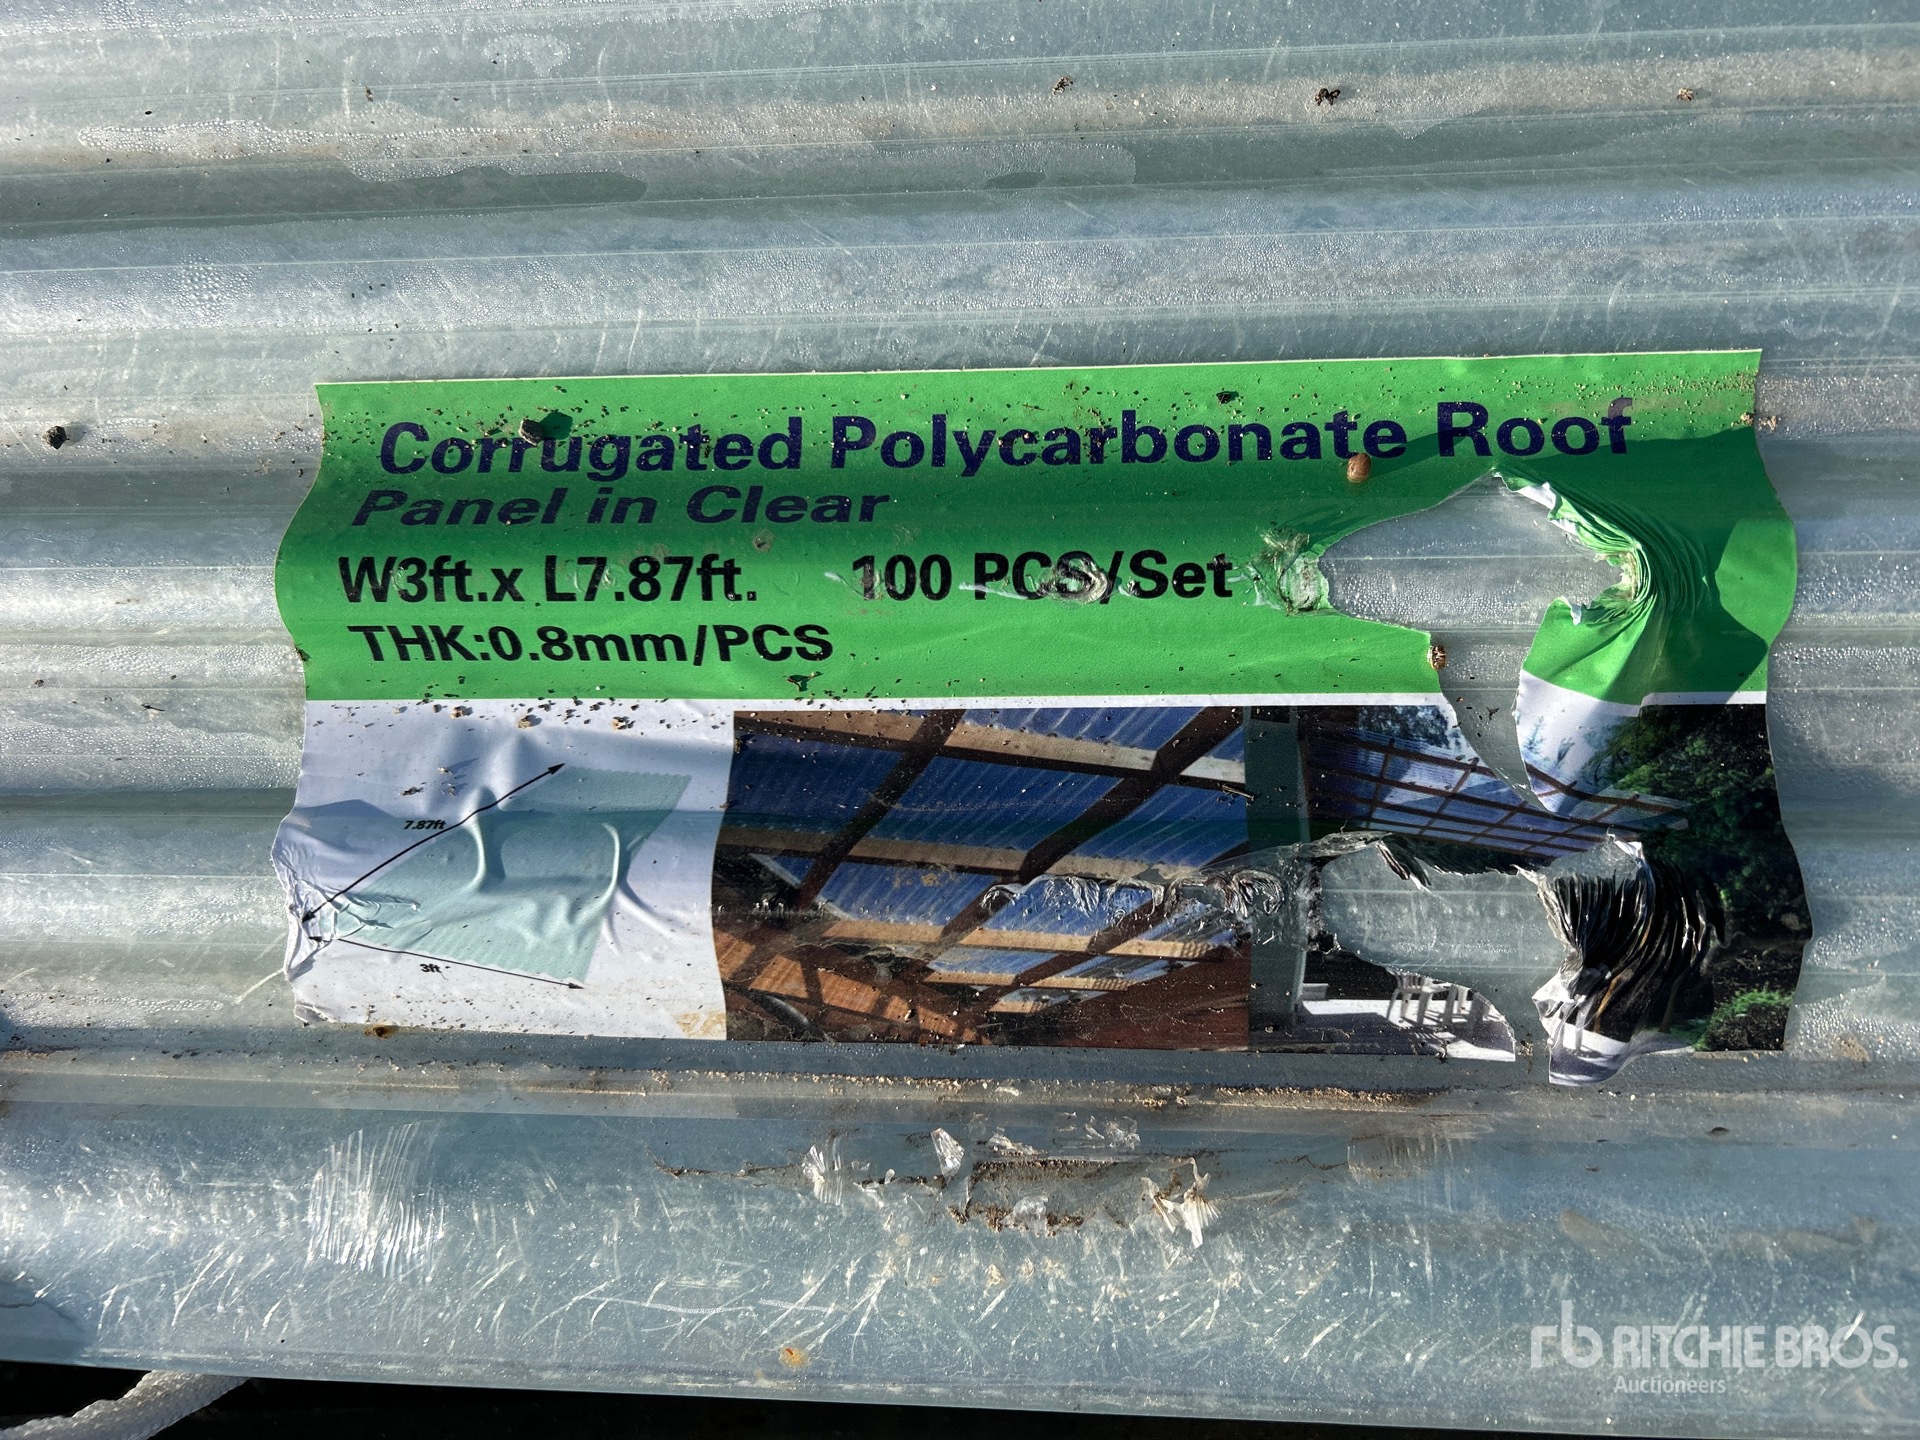 Corrugated Polycarbonate Roof
Panel in Clear
W3ft.x L7.87ft. 100 PCS/Set
THK:0.8mm/PCS
7.87ft
3ft
rb RITCHIE BROS.
Auctioneers